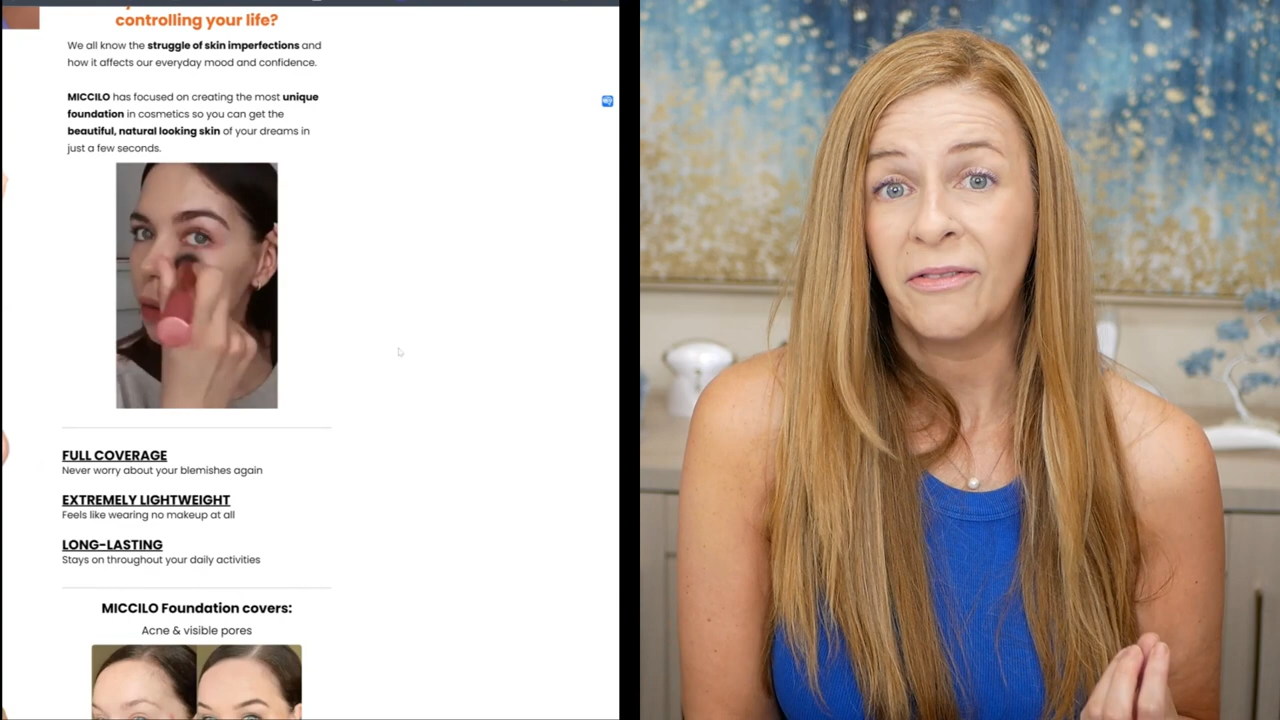 controlling your life?
We all know the struggle of skin imperfections and
how it affects our everyday mood and confidence.
MICCILO has focused on creating the most unique
foundation in cosmetics so you can get the
beautiful, natural looking skin of your dreams in
just a few seconds.
FULL COVERAGE
Never worry about your blemishes again
EXTREMELY LIGHTWEIGHT
Feels like wearing no makeup at all
LONG-LASTING
Stays on throughout your daily activities
MICCILO Foundation covers:
Acne & visible pores